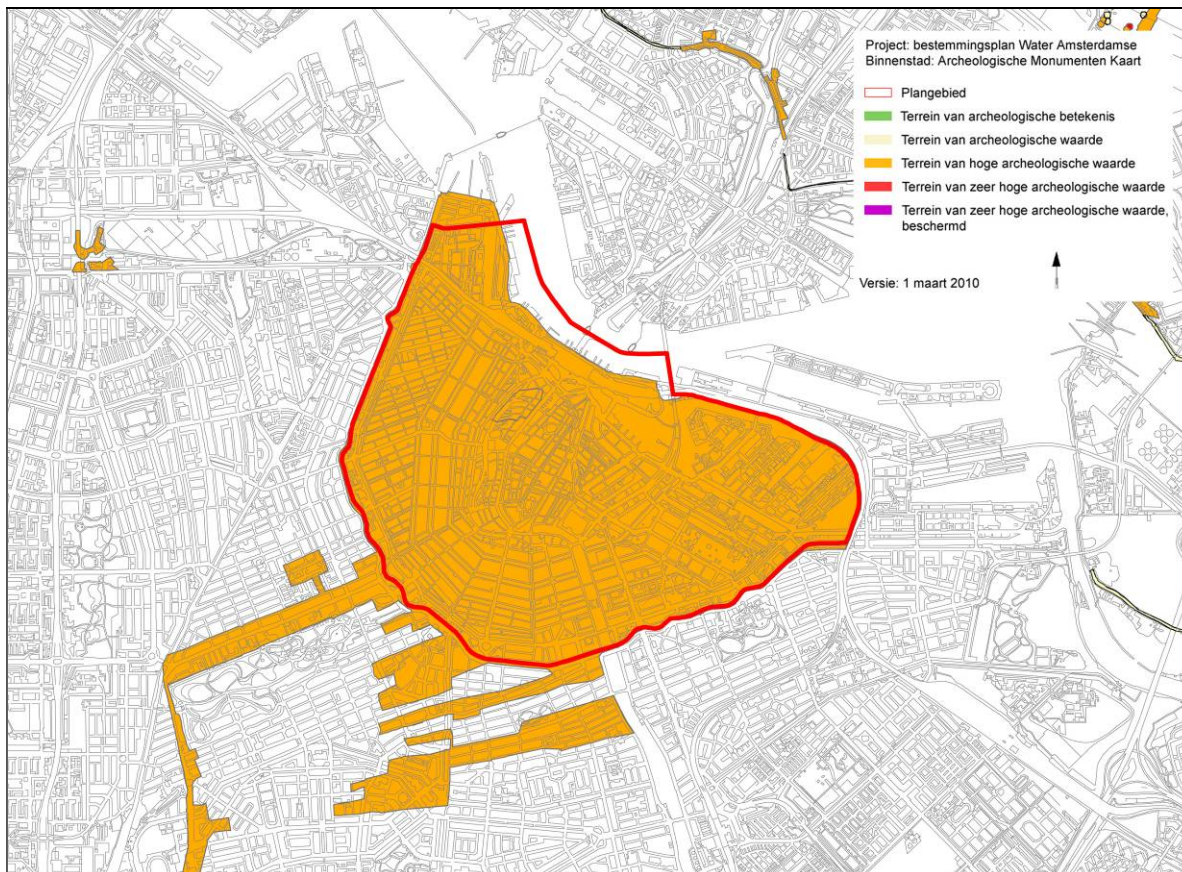 Project: bestemmingsplan Water Amsterdamse
Binnenstad: Archeologische Monumenten Kaart
Plangebied
Terrein van archeologische betekenis
Terrein van archeologische waarde
Terrein van hoge archeologische waarde
Terrein van zeer hoge archeologische waarde
Terrein van zeer hoge archeologische waarde,
beschermd
Versie: 1 maart 2010